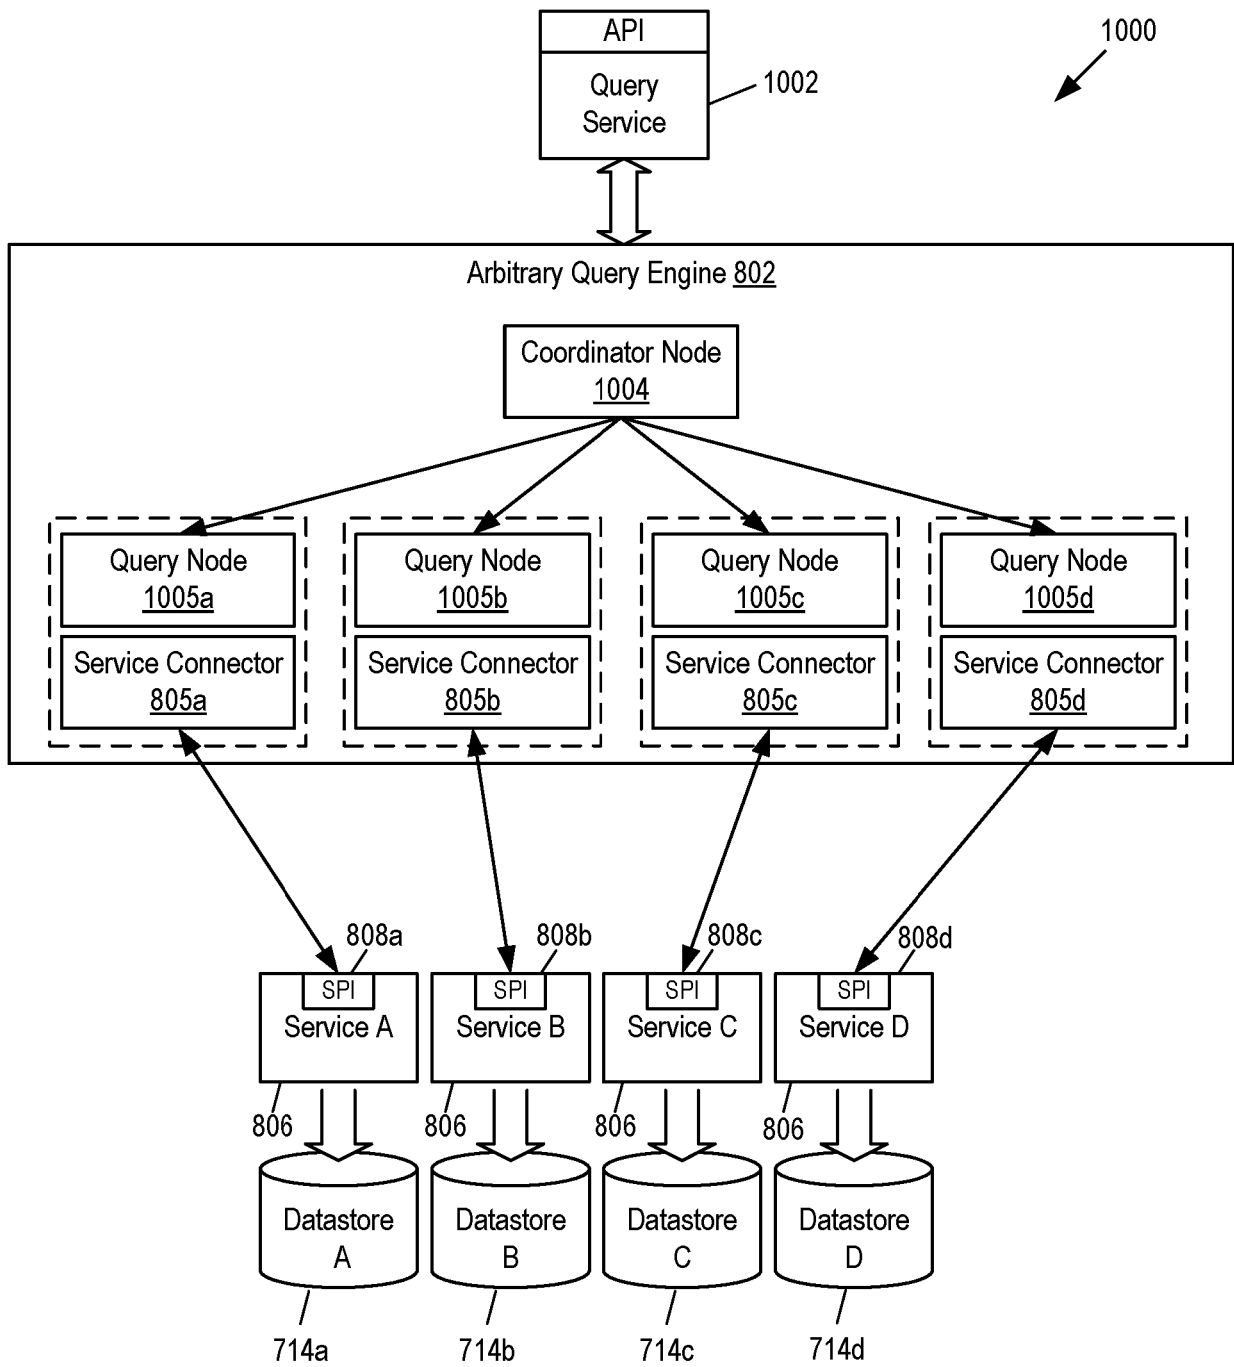 API
1000
Query
Service
1002
Arbitrary Query Engine 802
Coordinator Node
1004
Query Node
1005a
Query Node
1005b
Query Node
1005c
Query Node
1005d
Service Connector
805a
Service Connector
805b
Service Connector
805c
Service Connector
805d
808a
808b
808c
808d
SPI
Service A
SPI
Service B
SPI
Service C
SPI
Service D
806
806
806
806
Datastore
A
Datastore
B
Datastore
C
Datastore
D
714a
714b
714c
714d